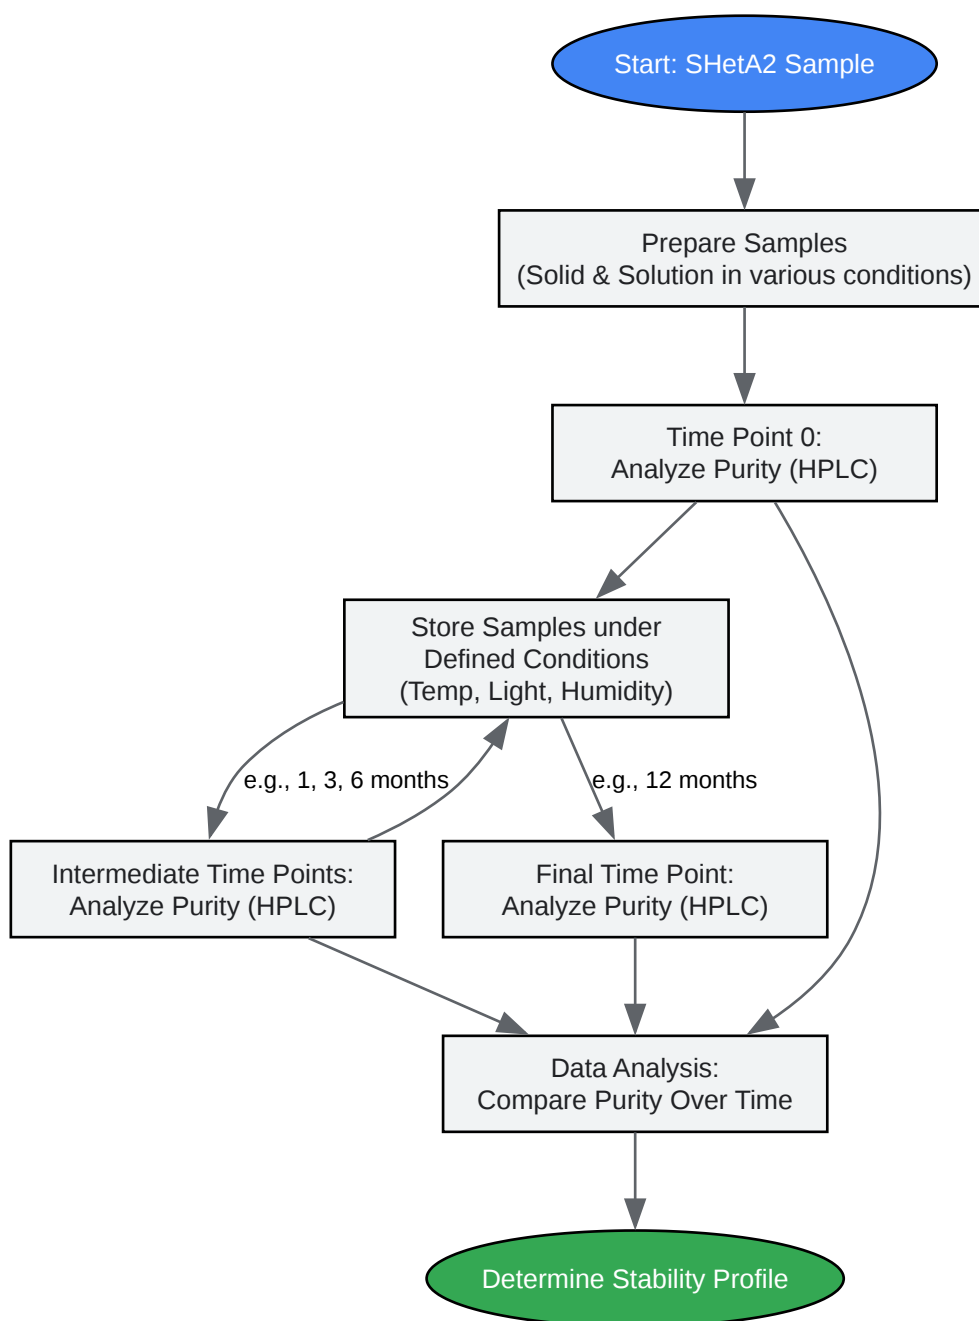 Start: SHetA2 Sample
Prepare Samples
(Solid & Solution in various conditions)
Time Point 0:
Analyze Purity (HPLC)
Store Samples under
Defined Conditions
(Temp, Light, Humidity)
e.g., 1, 3, 6 months
e.g., 12 months
Intermediate Time Points:
Analyze Purity (HPLC)
Final Time Point:
Analyze Purity (HPLC)
Data Analysis:
Compare Purity Over Time
Determine Stability Profile